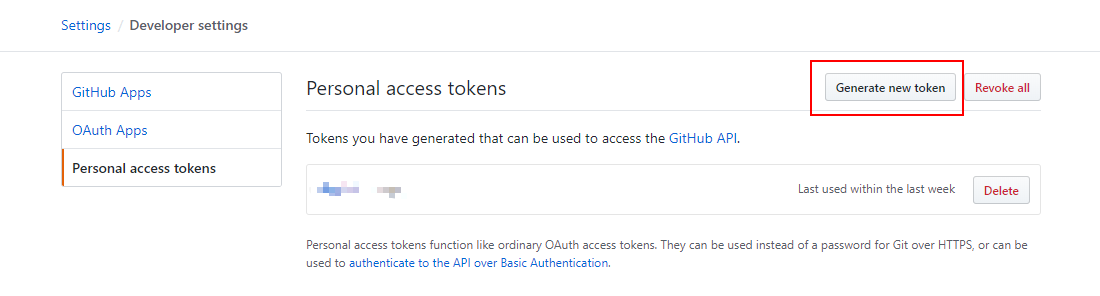 Settings / Developer settings
GitHub Apps
OAuth Apps
Personal access tokens
Personal access tokens
Generate new token
Revoke all
Tokens you have generated that can be used to access the GitHub API.
Last used within the last week
Delete
Personal access tokens function like ordinary OAuth access tokens. They can be used instead of a password for Git over HTTPS, or can be
used to authenticate to the API over Basic Authentication.